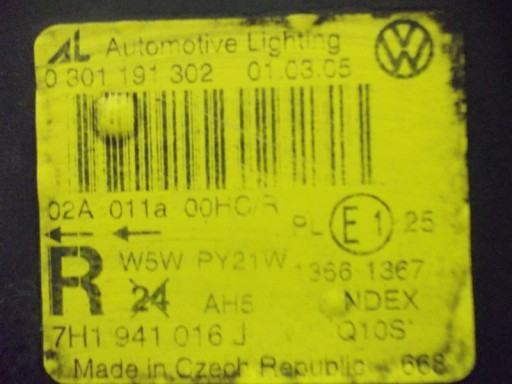 AL Automotive Lighting
0 301 191 302 01.03.05
02A 011a 00HC/R
PL E1 25
R W5W PY21W 1366 1367
24 AH5 NDEX
7H1 941 016 J Q10S
Made in Czech Republic 668